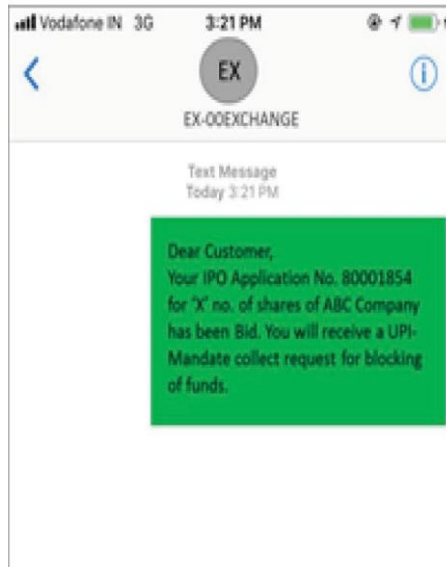 Vodafone IN 3G 3:21 PM
EX
EX-00EXCHANGE
Text Message
Today 3:21 PM
Dear Customer,
Your IPO Application No. 80001854
for 'X' no. of shares of ABC Company
has been Bid. You will receive a UPI-
Mandate collect request for blocking
of funds.